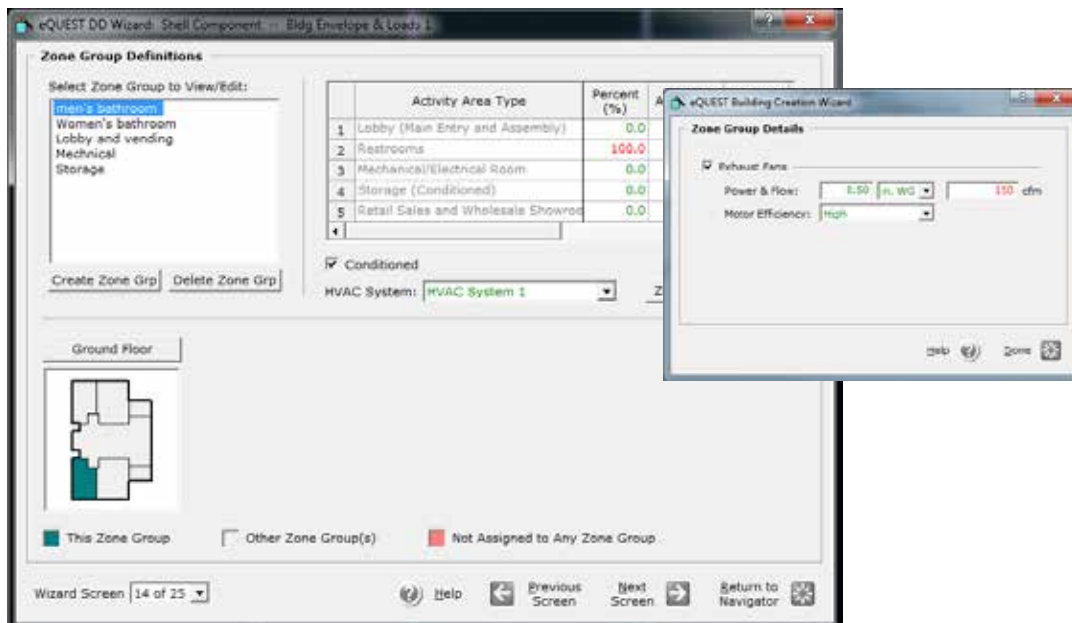 eQUEST DD Wizard: Shell Component -- Bldg Envelope & Loads 1
Zone Group Definitions
Select Zone Group to View/Edit:
men's bathroom
Women's bathroom
Lobby and vending
Mechnical
Storage
Create Zone Grp Delete Zone Grp
Activity Area Type Percent (%) A
1 Lobby (Main Entry and Assembly) 0.0
2 Restrooms 100.0
3 Mechanical/Electrical Room 0.0
4 Storage (Conditioned) 0.0
5 Retail Sales and Wholesale Showroo 0.0
Conditioned
HVAC System: HVAC System 1 Z
eQUEST Building Creation Wizard
Zone Group Details
Exhaust Fans
Power & Flow: in. WG 150 cfm
Motor Efficiency: High
Help Done
Ground Floor
This Zone Group Other Zone Group(s) Not Assigned to Any Zone Group
Wizard Screen 14 of 25 Help Previous Screen Next Screen Return to Navigator